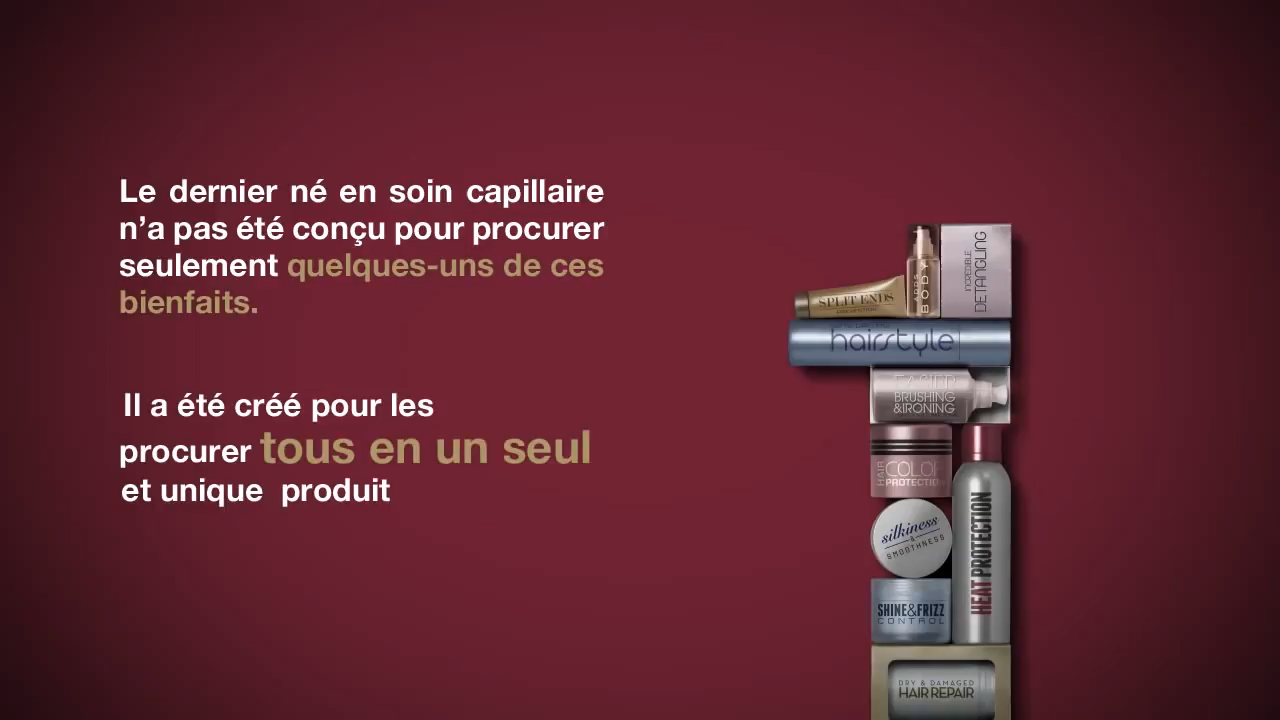 Le dernier né en soin capillaire
n’a pas été conçu pour procurer
seulement quelques-uns de ces
bienfaits.
Il a été créé pour les
procurer tous en un seul
et unique produit
INCREDIBLE
DETANGLING
BODY
SPLIT ENDS
hairstyle
EASIER
BRUSHING
&IRONING
HAIR
COLOR
PROTECTION
silkiness
&
SMOOTHNESS
HEAT PROTECTION
SHINE&FRIZZ
CONTROL
DRY & DAMAGED
HAIR REPAIR